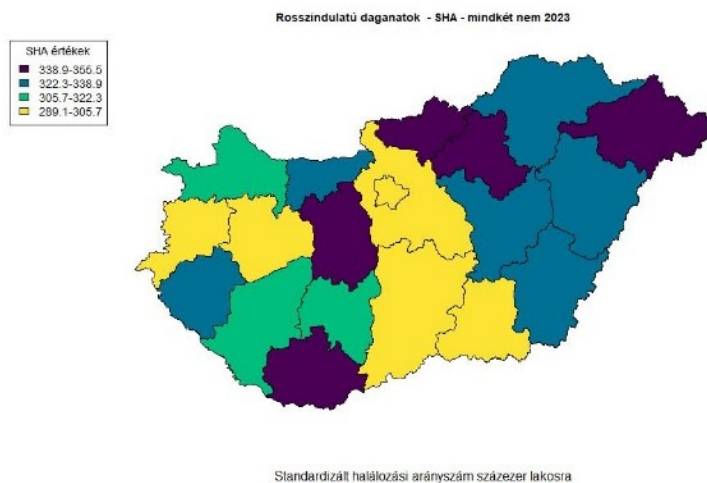 Rosszindulatú daganatok - SHA - mindkét nem 2023
SHA értékek
338.9-355.5
322.3-338.9
305.7-322.3
289.1-305.7
Standardizált halálozási arányszám százezer lakosra